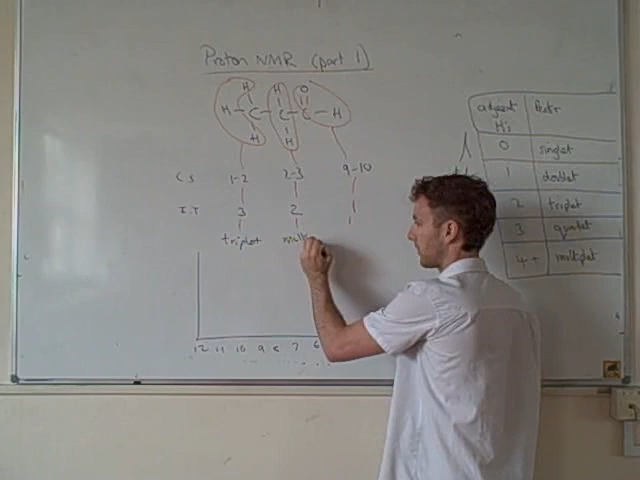 Proton NMR (part 1)
H O
H H - C - C - C - H
H H
C.S 1-2 2-3 9-10
I.T 3 2 1
triplet mult
12 11 10 9 8 7 6
adjacent H's
0 singlet
1 doublet
2 triplet
3 quartet
4 + multiplet